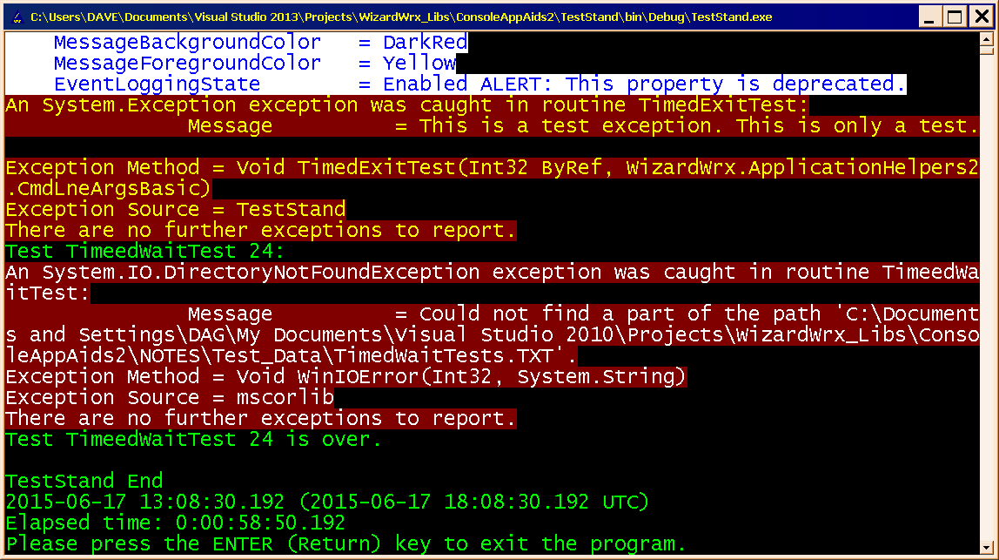 C:\Users\DAVE\Documents\Visual Studio 2013\Projects\WizardWrx_Libs\ConsoleAppAids2\TestStand\bin\Debug\TestStand.exe
MessageBackgroundColor = DarkRed
MessageForegroundColor = Yellow
EventLoggingState = Enabled ALERT: This property is deprecated.
An System.Exception exception was caught in routine TimedExitTest:
Message = This is a test exception. This is only a test.
Exception Method = Void TimedExitTest(Int32 ByRef, WizardWrx.ApplicationHelpers2
.CmdLneArgsBasic)
Exception Source = TestStand
There are no further exceptions to report.
Test TimeedWaitTest 24:
An System.IO.DirectoryNotFoundException exception was caught in routine TimeedWa
itTest:
Message = Could not find a part of the path 'C:\Document
s and Settings\DAG\My Documents\Visual Studio 2010\Projects\WizardWrx_Libs\Conso
leAppAids2\NOTES\Test_Data\TimedWaitTests.TXT'.
Exception Method = Void WinIOError(Int32, System.String)
Exception Source = mscorlib
There are no further exceptions to report.
Test TimeedWaitTest 24 is over.
TestStand End
2015-06-17 13:08:30.192 (2015-06-17 18:08:30.192 UTC)
Elapsed time: 0:00:58:50.192
Please press the ENTER (Return) key to exit the program.